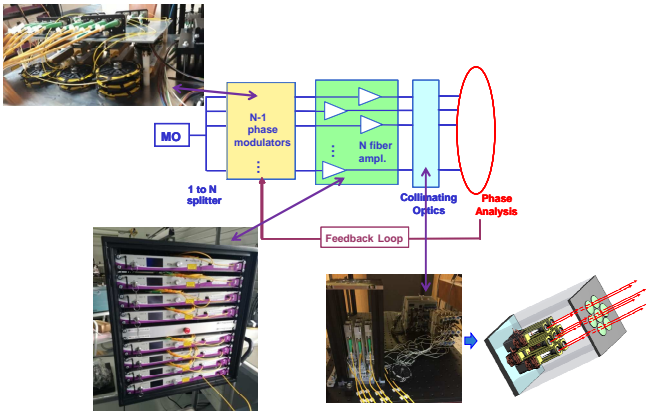 MO
1 to N
splitter
N-1
phase
modulators
⋮
⋮
N fiber
ampl.
Collimating
Optics
Phase
Analysis
Feedback Loop